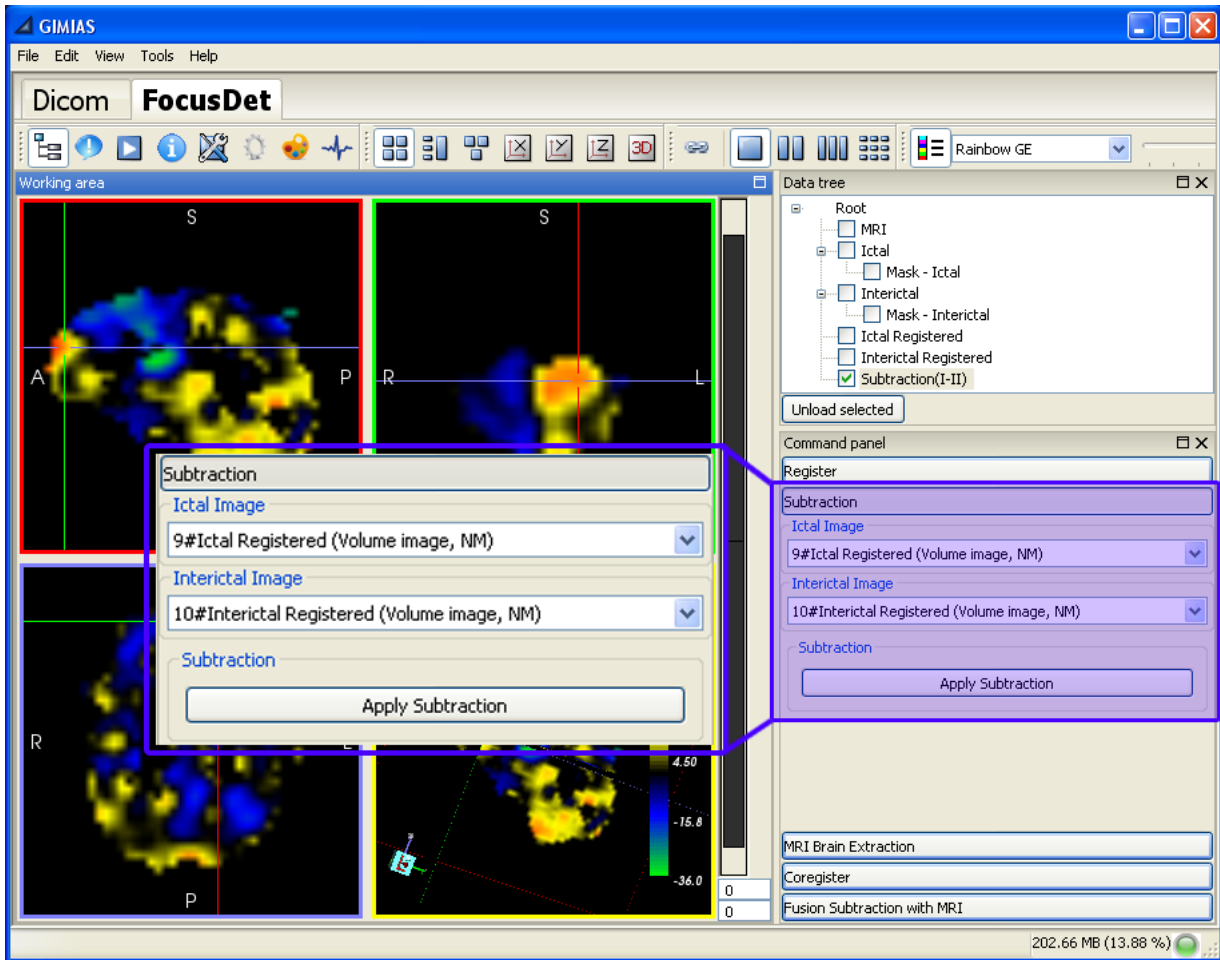 GIMIAS
File Edit View Tools Help
Dicom FocusDet
X Y Z 3D Rainbow GE
Working area
S
A P
S
R L
R
P
4.50
-15.8
-36.0
0
0
Subtraction
Ictal Image
9#Ictal Registered (Volume image, NM)
Interictal Image
10#Interictal Registered (Volume image, NM)
Subtraction
Apply Subtraction
Data tree
Root
MRI
Ictal
Mask - Ictal
Interictal
Mask - Interictal
Ictal Registered
Interictal Registered
Subtraction(I-II)
Unload selected
Command panel
Register
Subtraction
Ictal Image
9#Ictal Registered (Volume image, NM)
Interictal Image
10#Interictal Registered (Volume image, NM)
Subtraction
Apply Subtraction
MRI Brain Extraction
Coregister
Fusion Subtraction with MRI
202.66 MB (13.88 %)